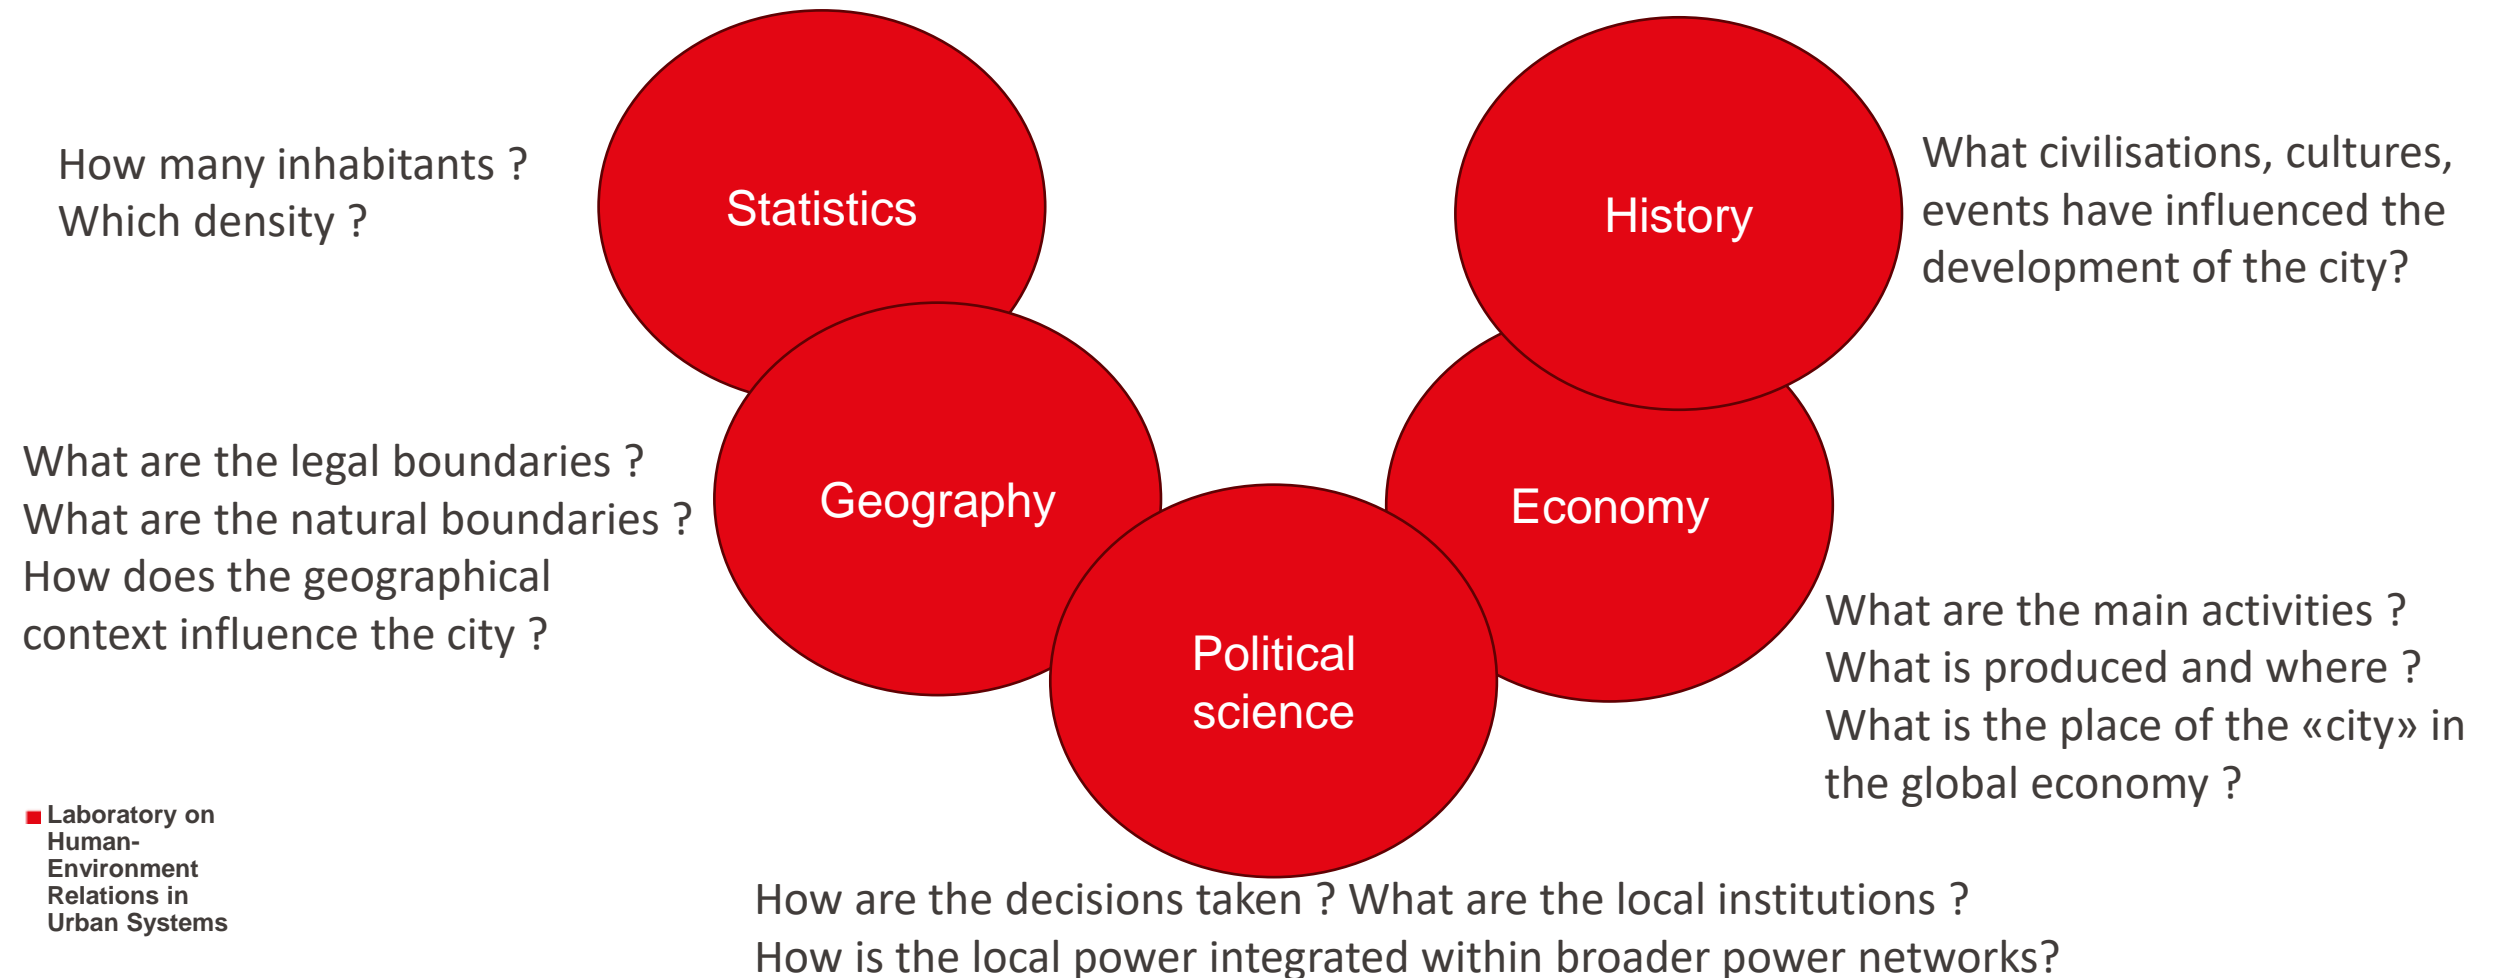 How many inhabitants ?
Which density ?
Statistics
History
What civilisations, cultures,
events have influenced the
development of the city?
What are the legal boundaries ?
What are the natural boundaries ?
How does the geographical
context influence the city ?
Geography
Economy
Political
science
What are the main activities ?
What is produced and where ?
What is the place of the «city» in
the global economy ?
Laboratory on
Human-
Environment
Relations in
Urban Systems
How are the decisions taken ? What are the local institutions ?
How is the local power integrated within broader power networks?